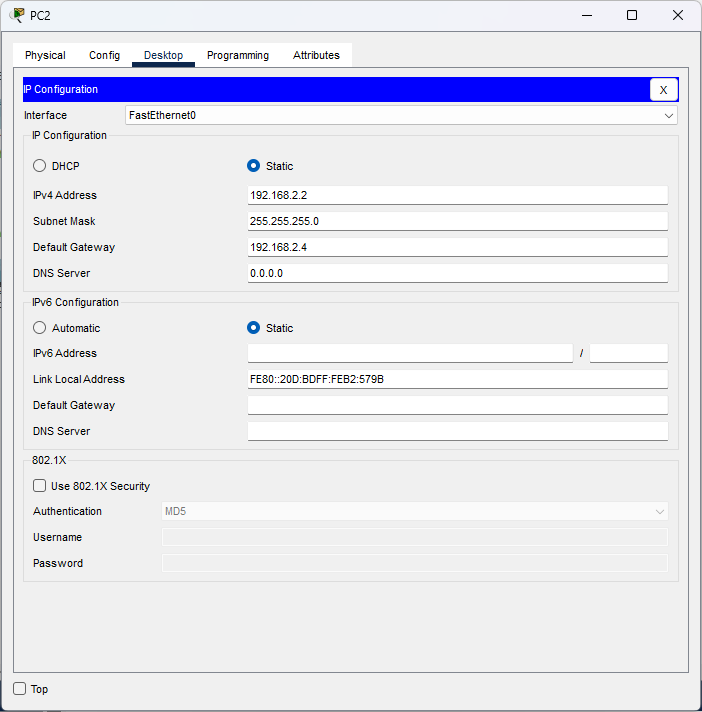 PC2
Physical Config Desktop Programming Attributes
IP Configuration X
Interface FastEthernet0
IP Configuration
DHCP Static
IPv4 Address 192.168.2.2
Subnet Mask 255.255.255.0
Default Gateway 192.168.2.4
DNS Server 0.0.0.0
IPv6 Configuration
Automatic Static
IPv6 Address /
Link Local Address FE80::20D:BDFF:FEB2:579B
Default Gateway
DNS Server
802.1X
Use 802.1X Security
Authentication MD5
Username
Password
Top